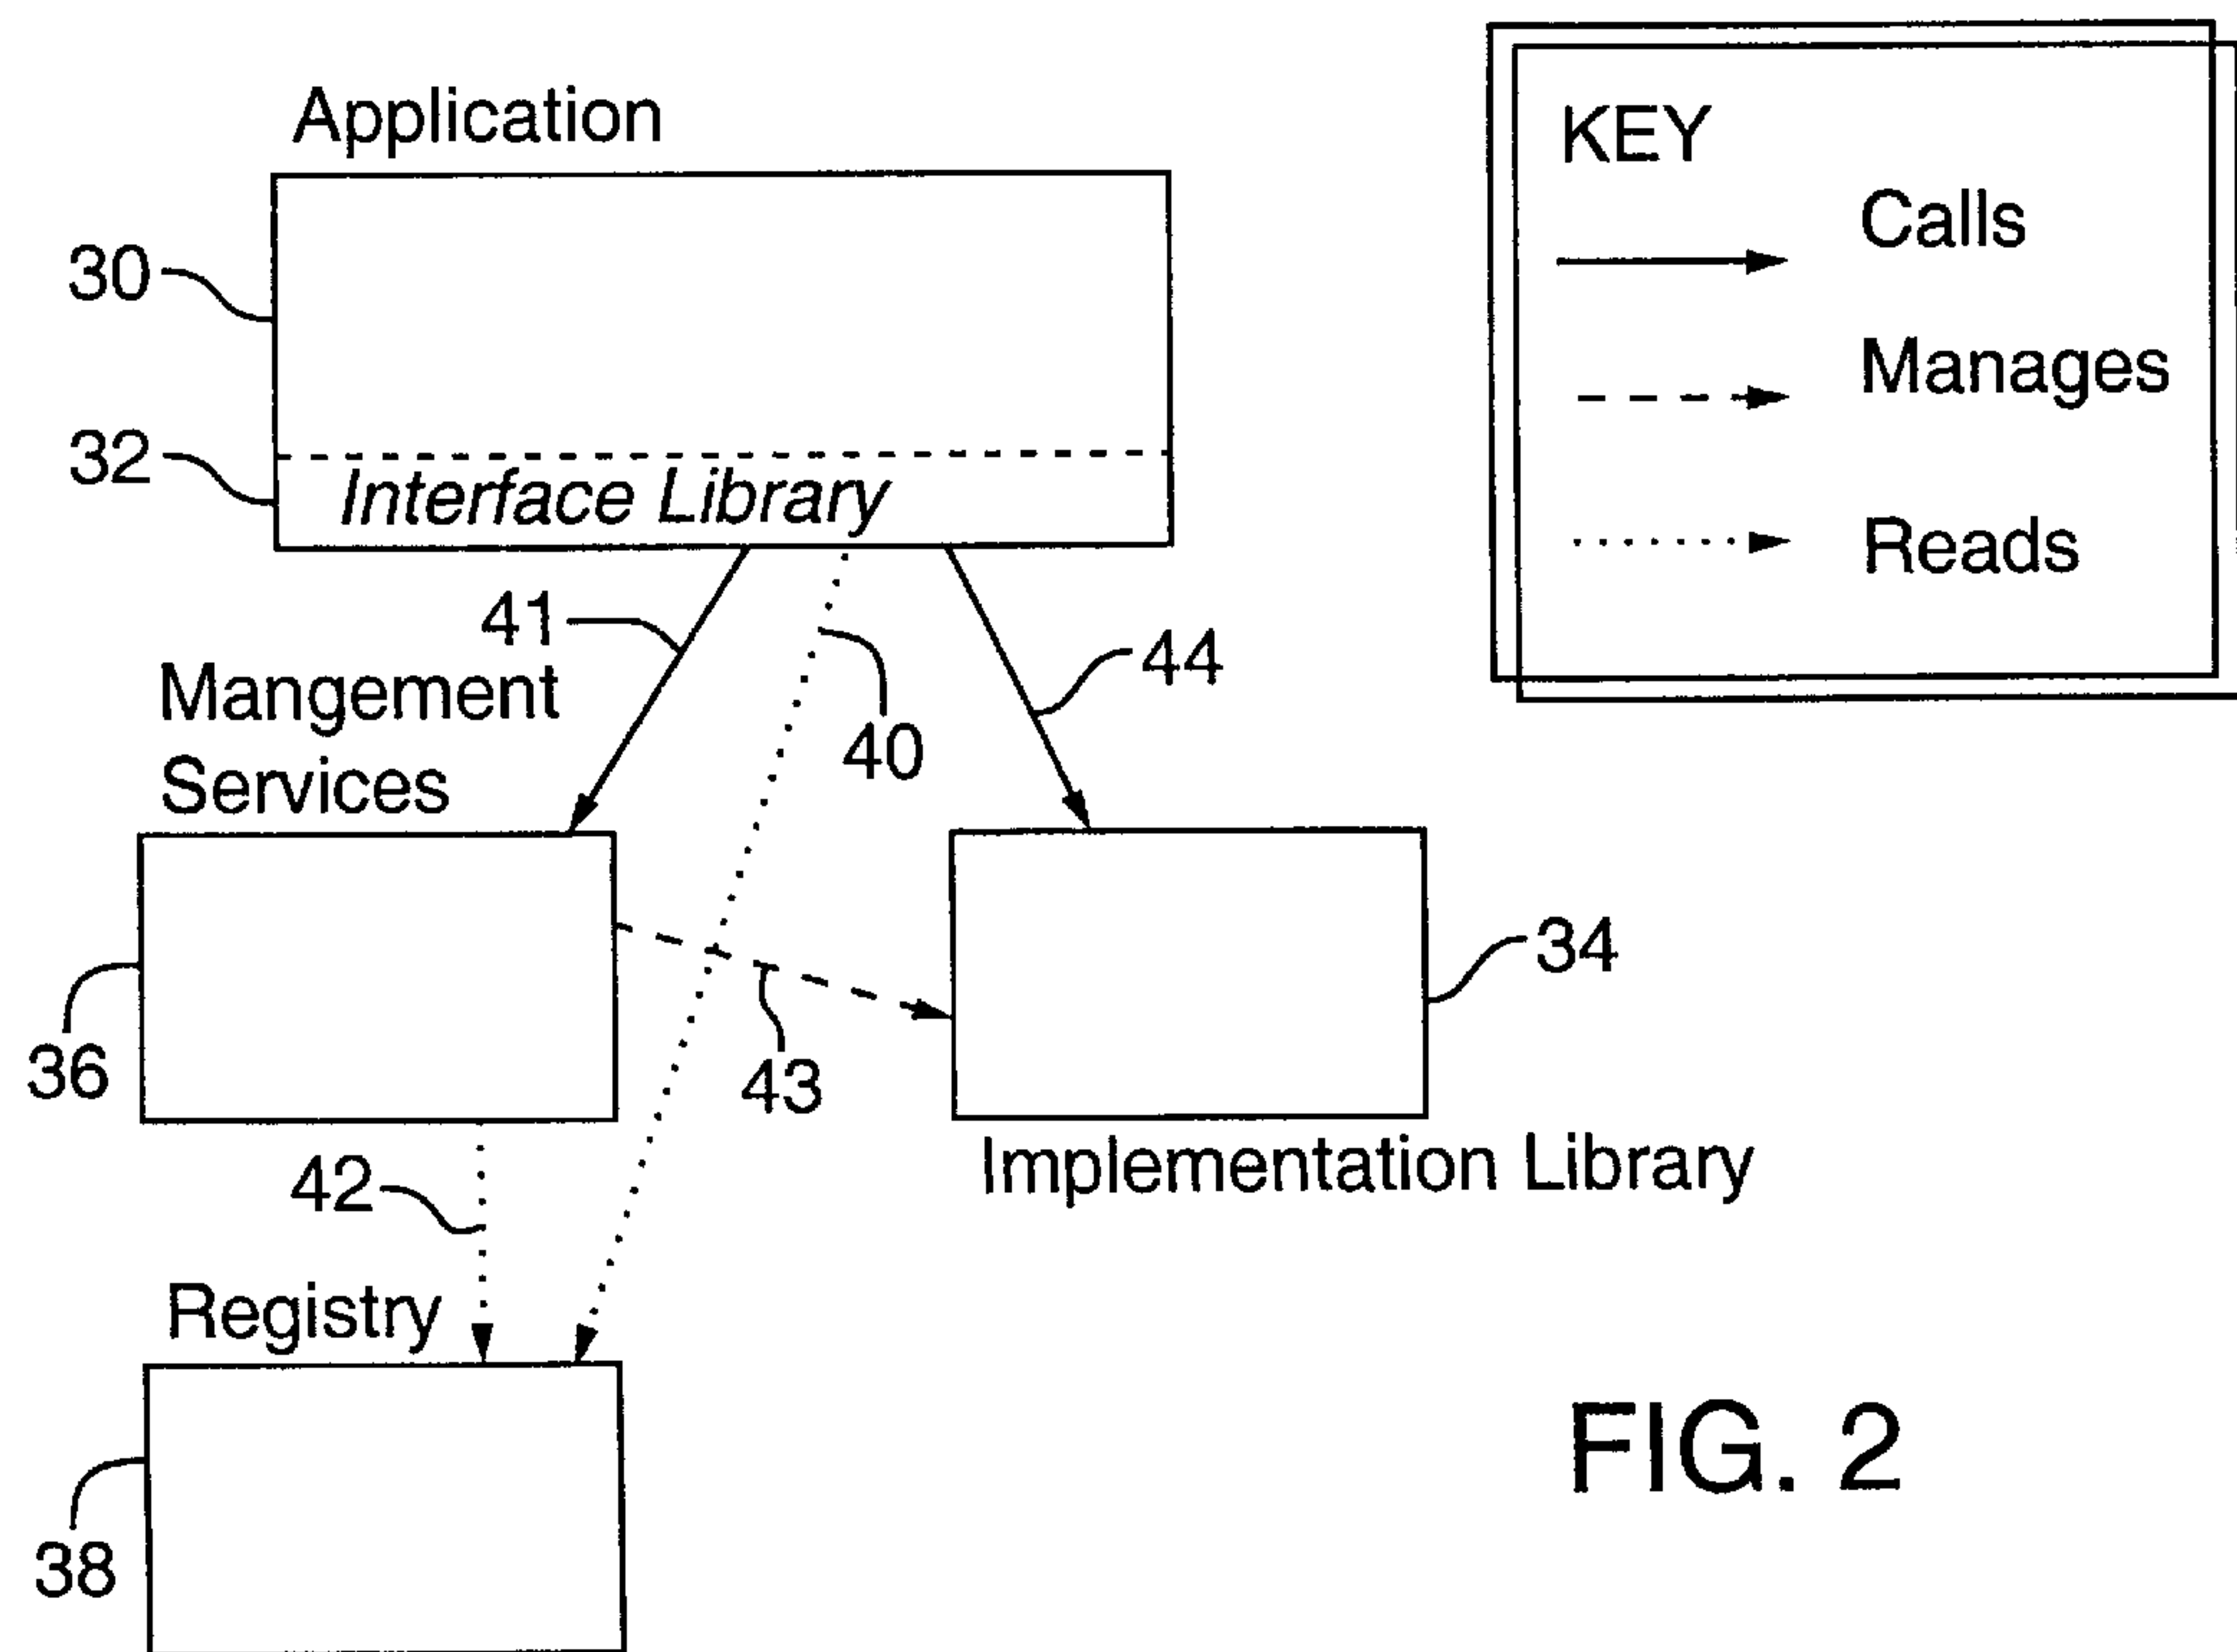 Application
KEY
Calls
Manages
Reads
30
32
Interface Library
41
44
Mangement
Services
40
34
36
43
42
Implementation Library
Registry
38
FIG. 2